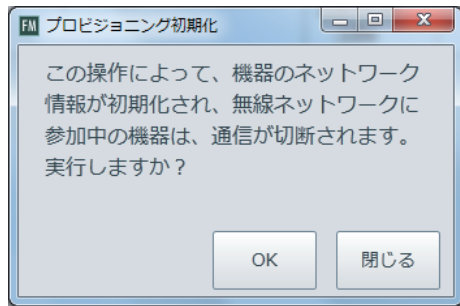 FM プロビジョニング初期化
この操作によって、機器のネットワーク
情報が初期化され、無線ネットワークに
参加中の機器は、通信が切断されます。
実行しますか？
OK 閉じる